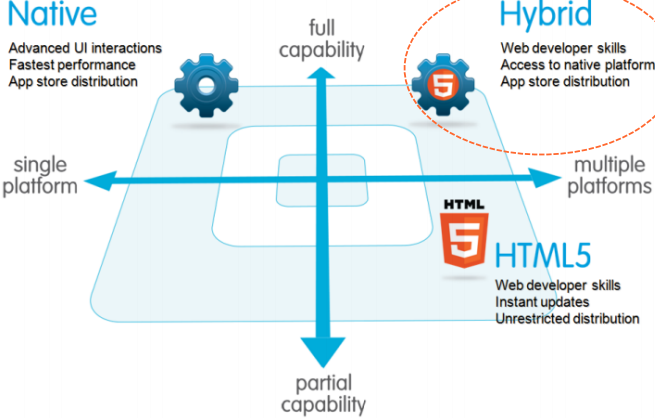 Native
Advanced UI interactions
Fastest performance
App store distribution
full
capability
Hybrid
Web developer skills
Access to native platform
App store distribution
5
single
platform
multiple
platforms
HTML
5
HTML5
Web developer skills
Instant updates
Unrestricted distribution
partial
capability